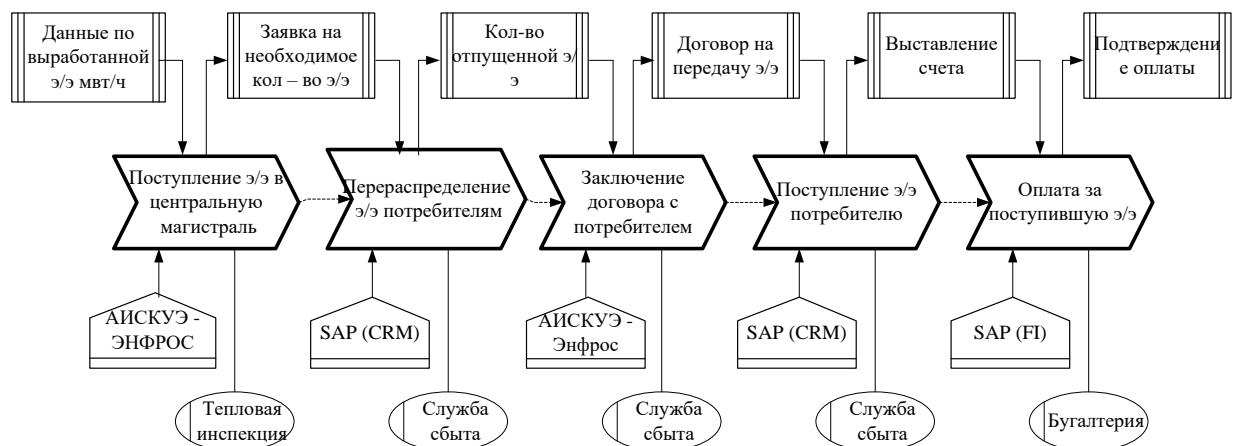 Данные по
выработанной
э/э мвт/ч
Заявка на
необходимое
кол – во э/э
Кол-во
отпущенной э/
э
Договор на
передачу э/э
Выставление
счета
Подтверждени
е оплаты
Поступление э/э в
центральную
магистраль
Перераспределение
э/э потребителям
Заключение
договора с
потребителем
Поступление э/э
потребителю
Оплата за
поступившую э/э
АИСКУЭ -
ЭНФРОС
SAP (CRM)
АИСКУЭ -
Энфрос
SAP (CRM)
SAP (FI)
Тепловая
инспекция
Служба
сбыта
Служба
сбыта
Служба
сбыта
Бугалтерия